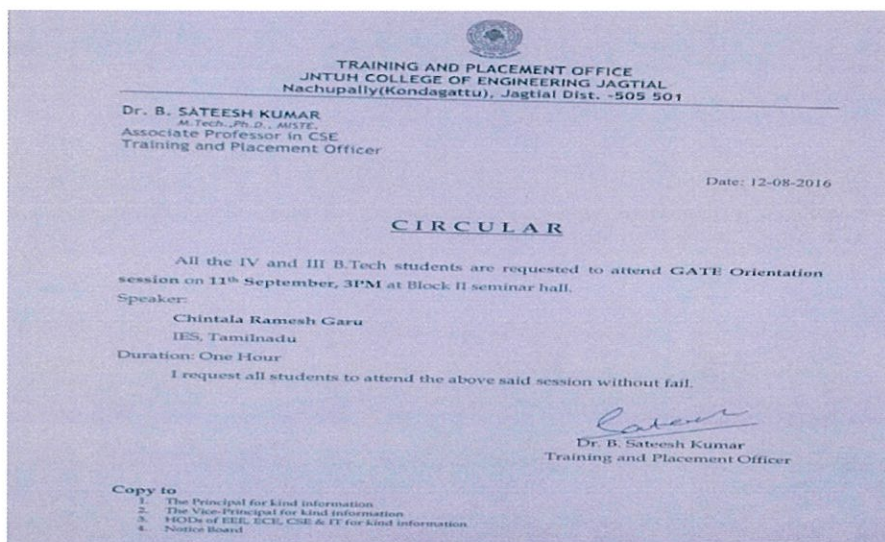 TRAINING AND PLACEMENT OFFICE
JNTUH COLLEGE OF ENGINEERING JAGTIAL
Nachupally(Kondagattu), Jagtial Dist. -505 501
Dr. B. SATEESH KUMAR
M.Tech.,Ph.D., MISTE,
Associate Professor in CSE
Training and Placement Officer
Date: 12-08-2016
CIRCULAR
All the IV and III B.Tech students are requested to attend GATE Orientation
session on 11th September, 3PM at Block II seminar hall.
Speaker:
Chintala Ramesh Garu
IES, Tamilnadu
Duration: One Hour
I request all students to attend the above said session without fail.
Sateesh
Dr. B. Sateesh Kumar
Training and Placement Officer
Copy to
1. The Principal for kind information
2. The Vice-Principal for kind information
3. HODs of EEE, ECE, CSE & IT for kind information
4. Notice Board